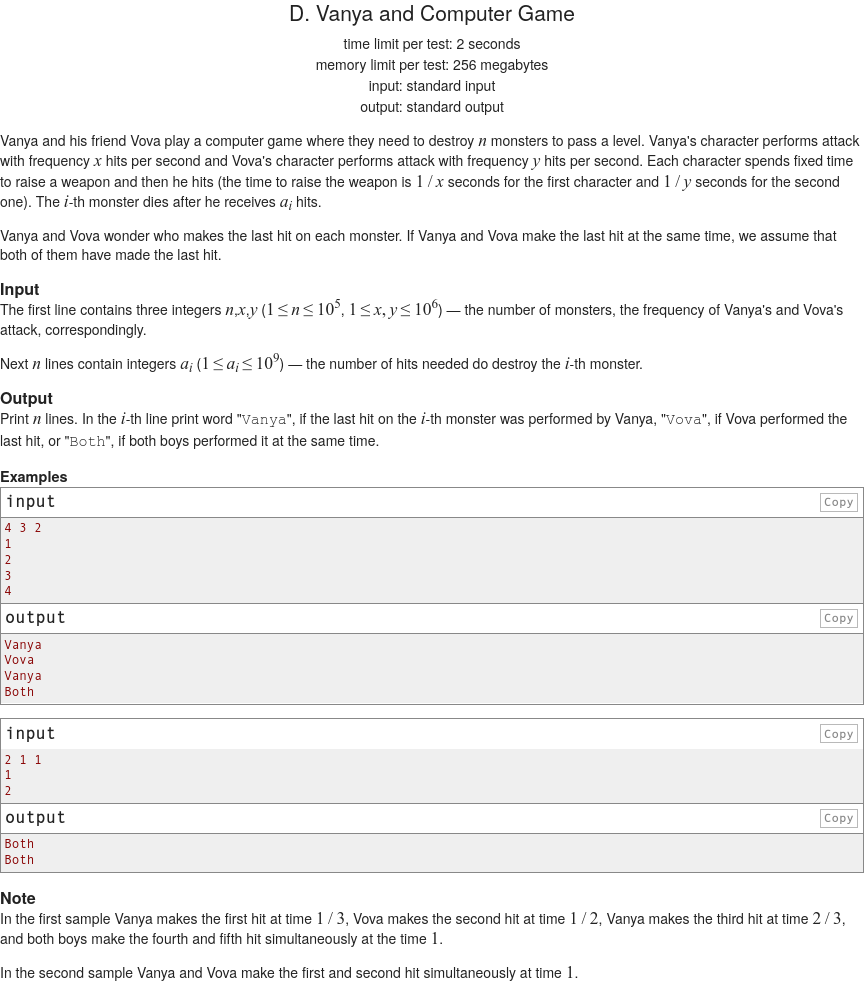 D. Vanya and Computer Game
time limit per test: 2 seconds
memory limit per test: 256 megabytes
input: standard input
output: standard output
Vanya and his friend Vova play a computer game where they need to destroy n monsters to pass a level. Vanya's character performs attack
with frequency x hits per second and Vova's character performs attack with frequency y hits per second. Each character spends fixed time
to raise a weapon and then he hits (the time to raise the weapon is 1 / x seconds for the first character and 1 / y seconds for the second
one). The i-th monster dies after he receives a_i hits.
Vanya and Vova wonder who makes the last hit on each monster. If Vanya and Vova make the last hit at the same time, we assume that
both of them have made the last hit.
Input
The first line contains three integers n,x,y (1 ≤ n ≤ 10^5, 1 ≤ x, y ≤ 10^6) — the number of monsters, the frequency of Vanya's and Vova's
attack, correspondingly.
Next n lines contain integers a_i (1 ≤ a_i ≤ 10^9) — the number of hits needed do destroy the i-th monster.
Output
Print n lines. In the i-th line print word "Vanya", if the last hit on the i-th monster was performed by Vanya, "Vova", if Vova performed the
last hit, or "Both", if both boys performed it at the same time.
Examples
input Copy
4 3 2
1
2
3
4
output Copy
Vanya
Vova
Vanya
Both
input Copy
2 1 1
1
2
output Copy
Both
Both
Note
In the first sample Vanya makes the first hit at time 1 / 3, Vova makes the second hit at time 1 / 2, Vanya makes the third hit at time 2 / 3,
and both boys make the fourth and fifth hit simultaneously at the time 1.
In the second sample Vanya and Vova make the first and second hit simultaneously at time 1.